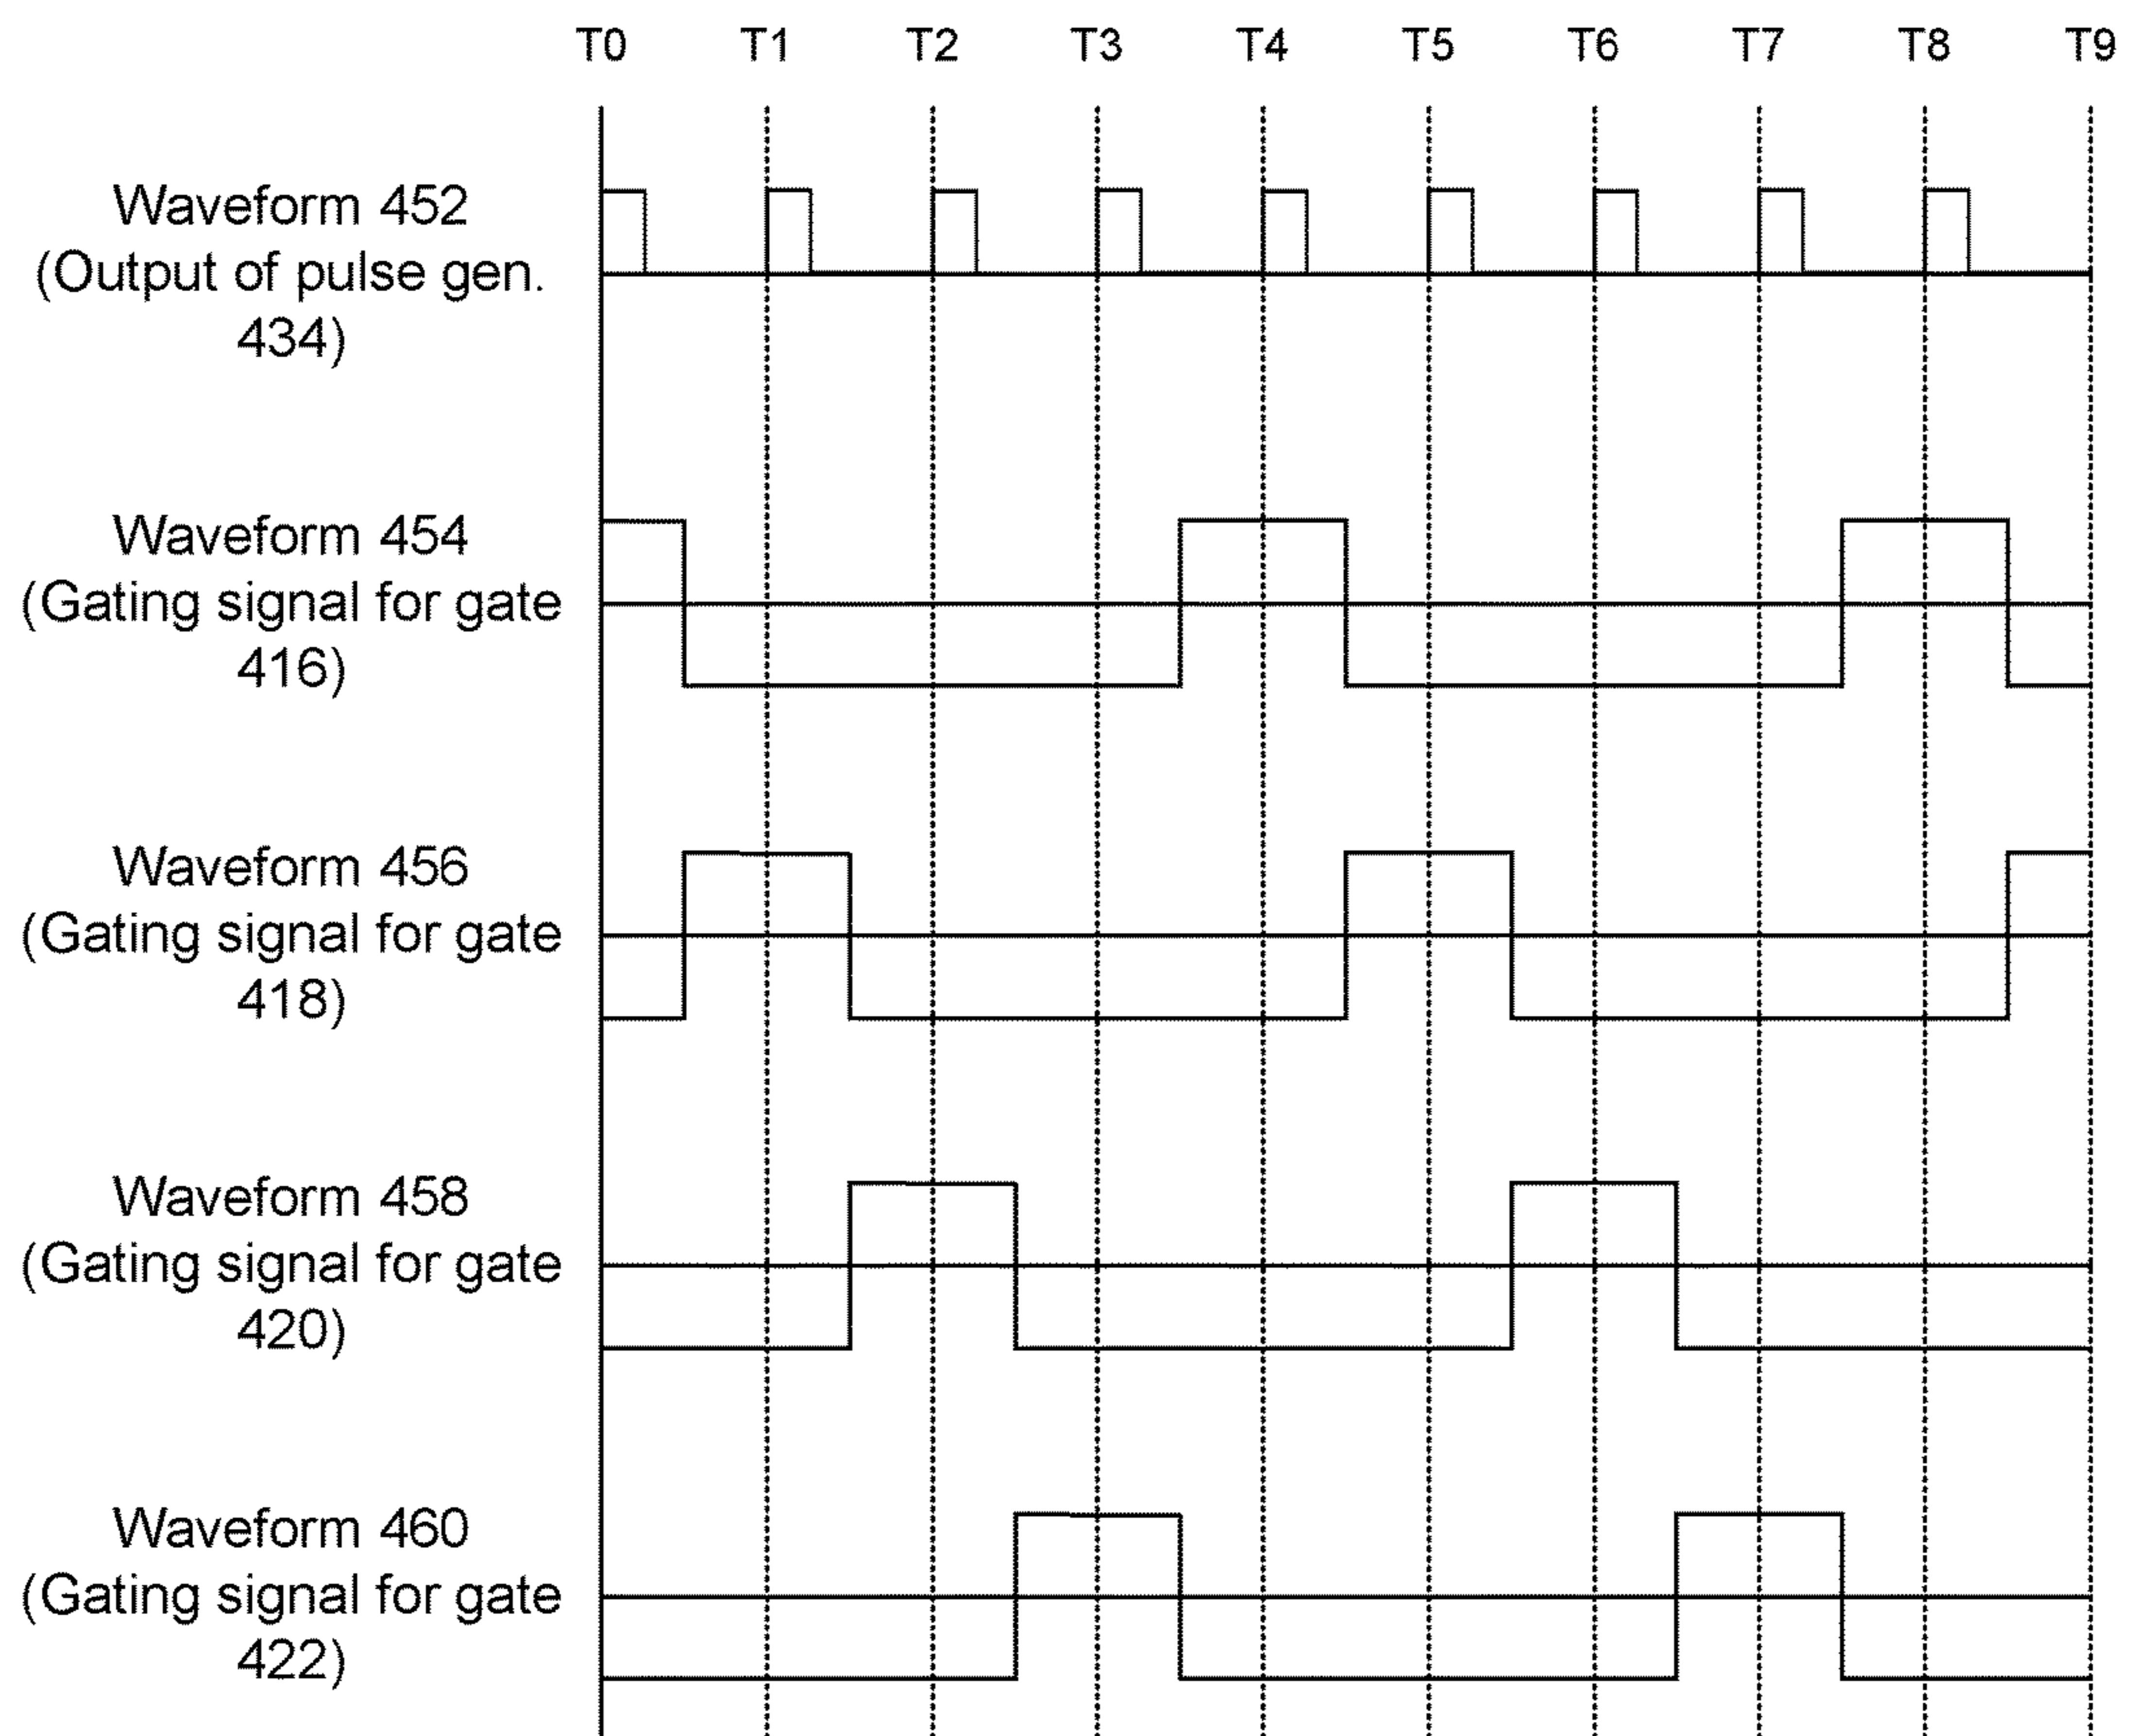 T0 T1 T2 T3 T4 T5 T6 T7 T8 T9
Waveform 452
(Output of pulse gen.
434)
Waveform 454
(Gating signal for gate
416)
Waveform 456
(Gating signal for gate
418)
Waveform 458
(Gating signal for gate
420)
Waveform 460
(Gating signal for gate
422)